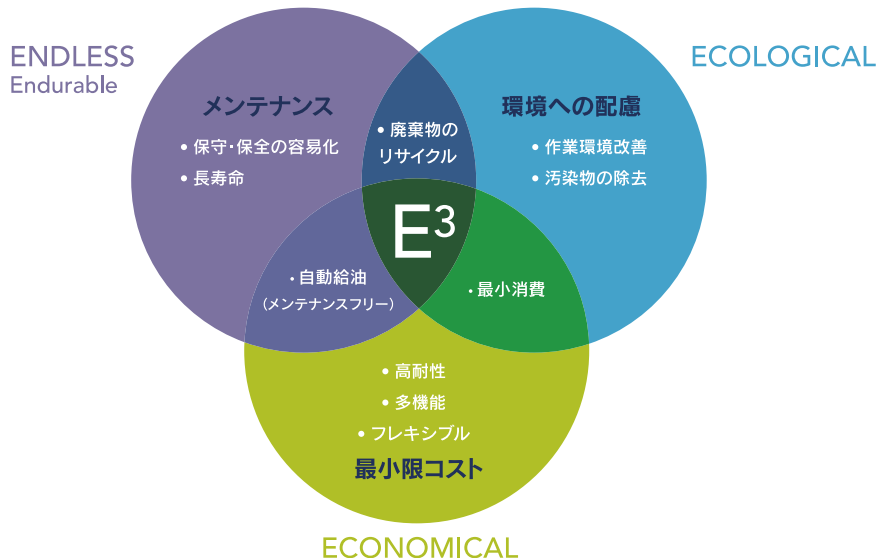 ENDLESS
Endurable
ECOLOGICAL
メンテナンス
• 保守・保全の容易化
• 長寿命
• 廃棄物の
リサイクル
環境への配慮
• 作業環境改善
• 汚染物の除去
E³
• 自動給油
（メンテナンスフリー）
• 最小消費
• 高耐性
• 多機能
• フレキシブル
最小限コスト
ECONOMICAL